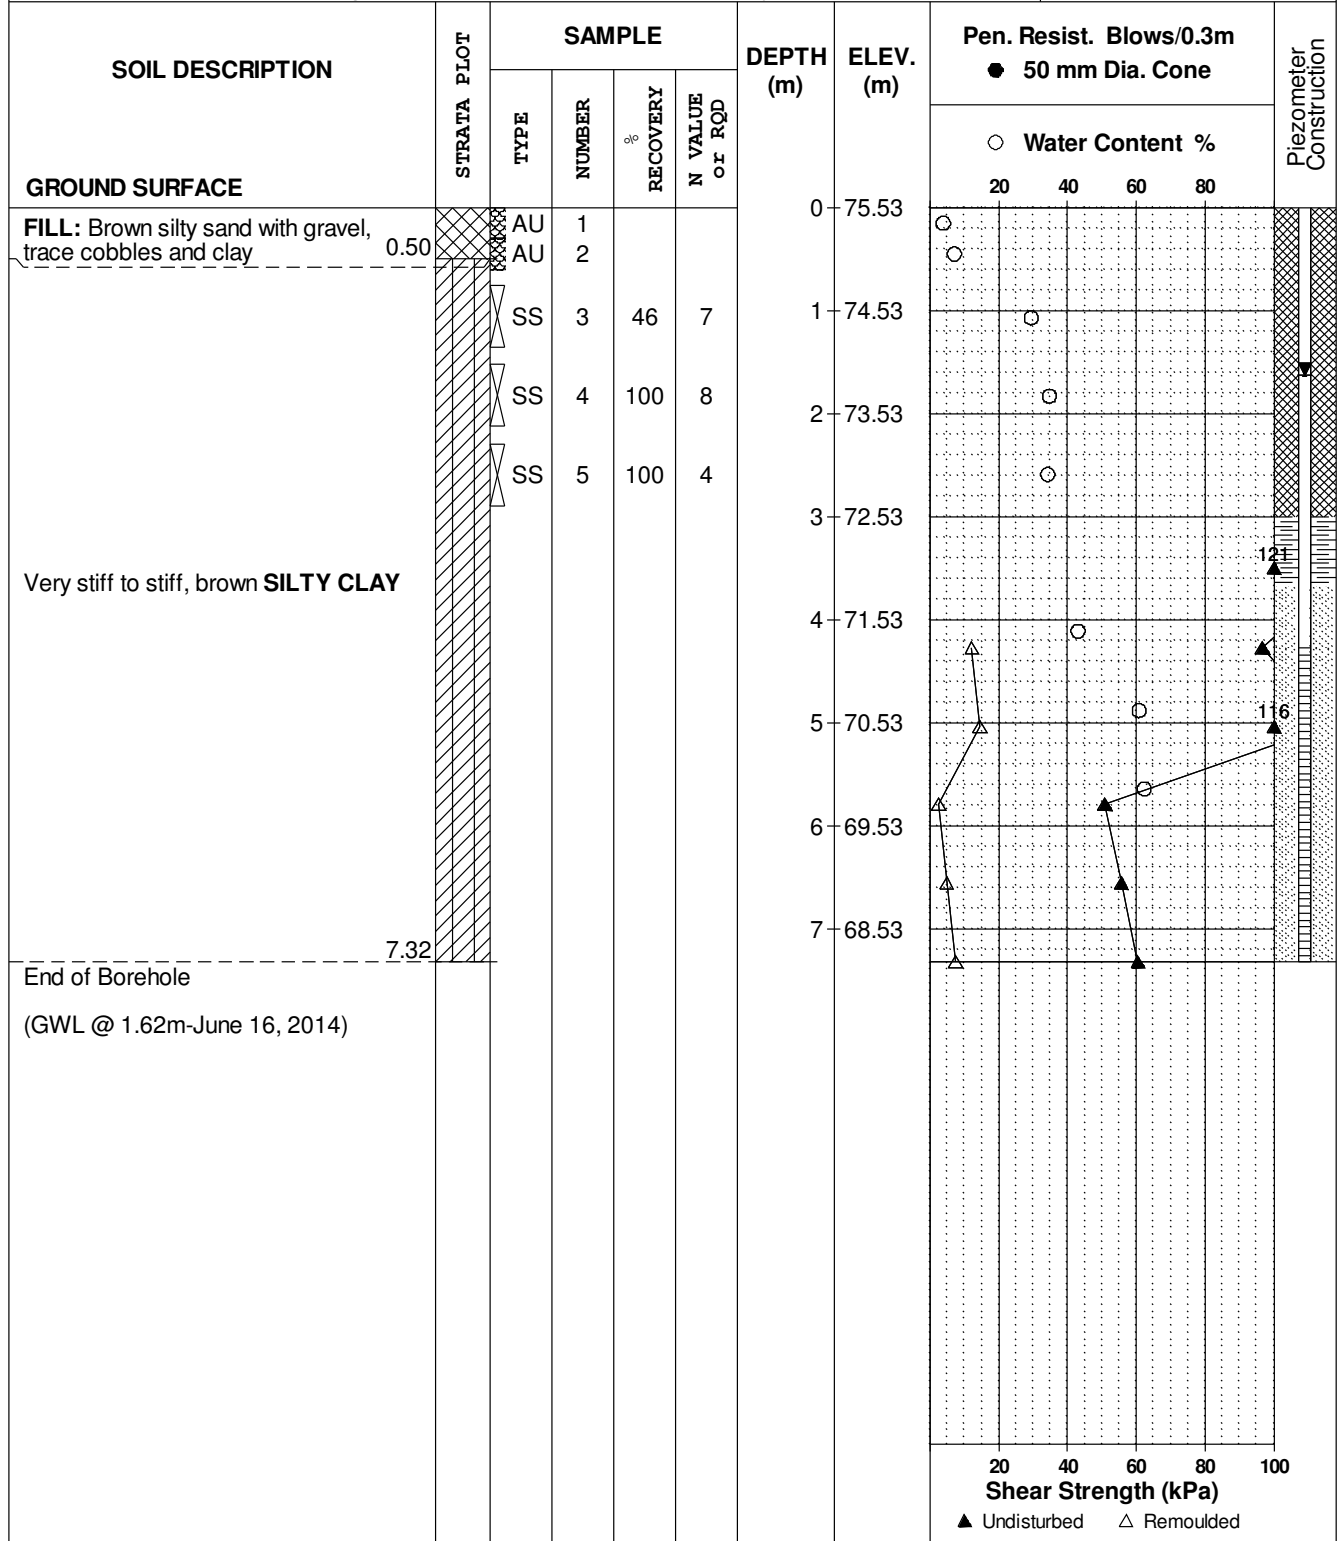 SOIL DESCRIPTION
GROUND SURFACE
STRATA PLOT
SAMPLE
TYPE
NUMBER
%
RECOVERY
N VALUE
or RQD
DEPTH
(m)
ELEV.
(m)
Pen. Resist. Blows/0.3m
50 mm Dia. Cone
Water Content %
20 40 60 80
Piezometer
Construction
FILL: Brown silty sand with gravel,
trace cobbles and clay 0.50
AU 1
AU 2
SS 3 46 7
SS 4 100 8
SS 5 100 4
Very stiff to stiff, brown SILTY CLAY
7.32
End of Borehole
(GWL @ 1.62m-June 16, 2014)
0 75.53
1 74.53
2 73.53
3 72.53
4 71.53
5 70.53
6 69.53
7 68.53
121
116
20 40 60 80 100
Shear Strength (kPa)
Undisturbed Remoulded